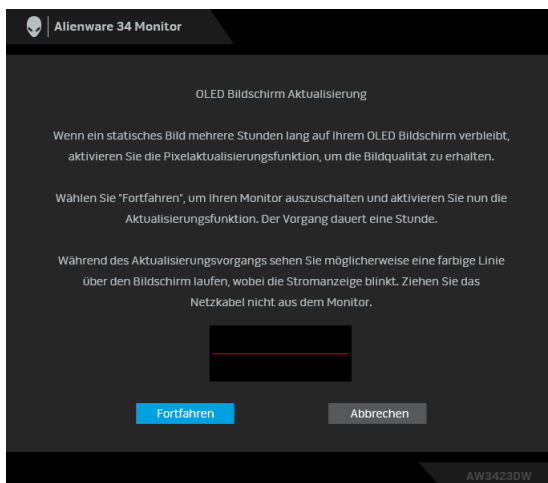 Alienware 34 Monitor
OLED Bildschirm Aktualisierung
Wenn ein statisches Bild mehrere Stunden lang auf Ihrem OLED Bildschirm verbleibt,
aktivieren Sie die Pixelaktualisierungsfunktion, um die Bildqualität zu erhalten.
Wählen Sie "Fortfahren", um Ihren Monitor auszuschalten und aktivieren Sie nun die
Aktualisierungsfunktion. Der Vorgang dauert eine Stunde.
Während des Aktualisierungsvorgangs sehen Sie möglicherweise eine farbige Linie
über den Bildschirm laufen, wobei die Stromanzeige blinkt. Ziehen Sie das
Netzkabel nicht aus dem Monitor.
Fortfahren
Abbrechen
AW3423DW